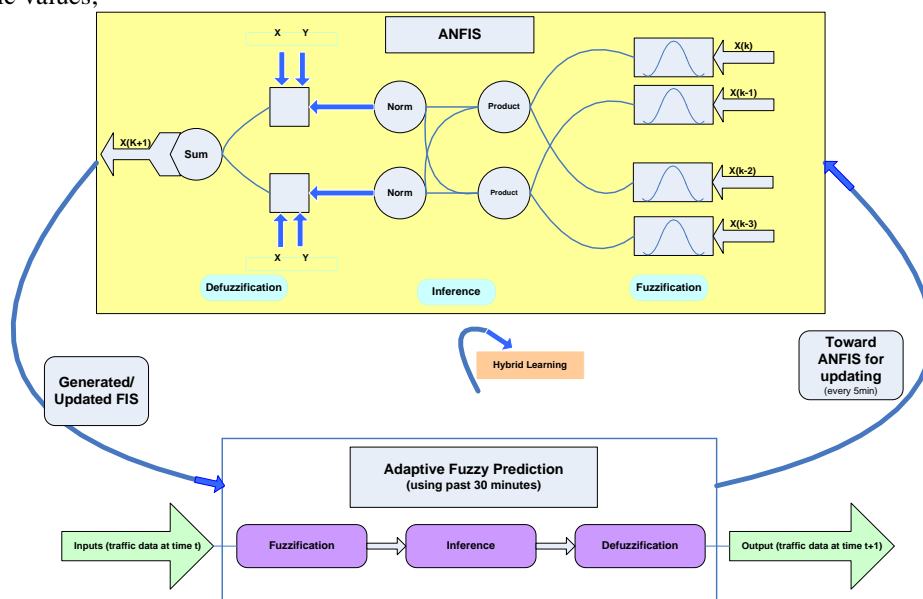 ANFIS
X Y
X(k)
X(k-1)
X(k-2)
X(k-3)
Norm
Product
X(K+1)
Sum
Norm
Product
X Y
Defuzzification
Inference
Fuzzification
Hybrid Learning
Generated/
Updated FIS
Toward
ANFIS for
updating
(every 5min)
Adaptive Fuzzy Prediction
(using past 30 minutes)
Inputs (traffic data at time t)
Fuzzification
Inference
Defuzzification
Output (traffic data at time t+1)